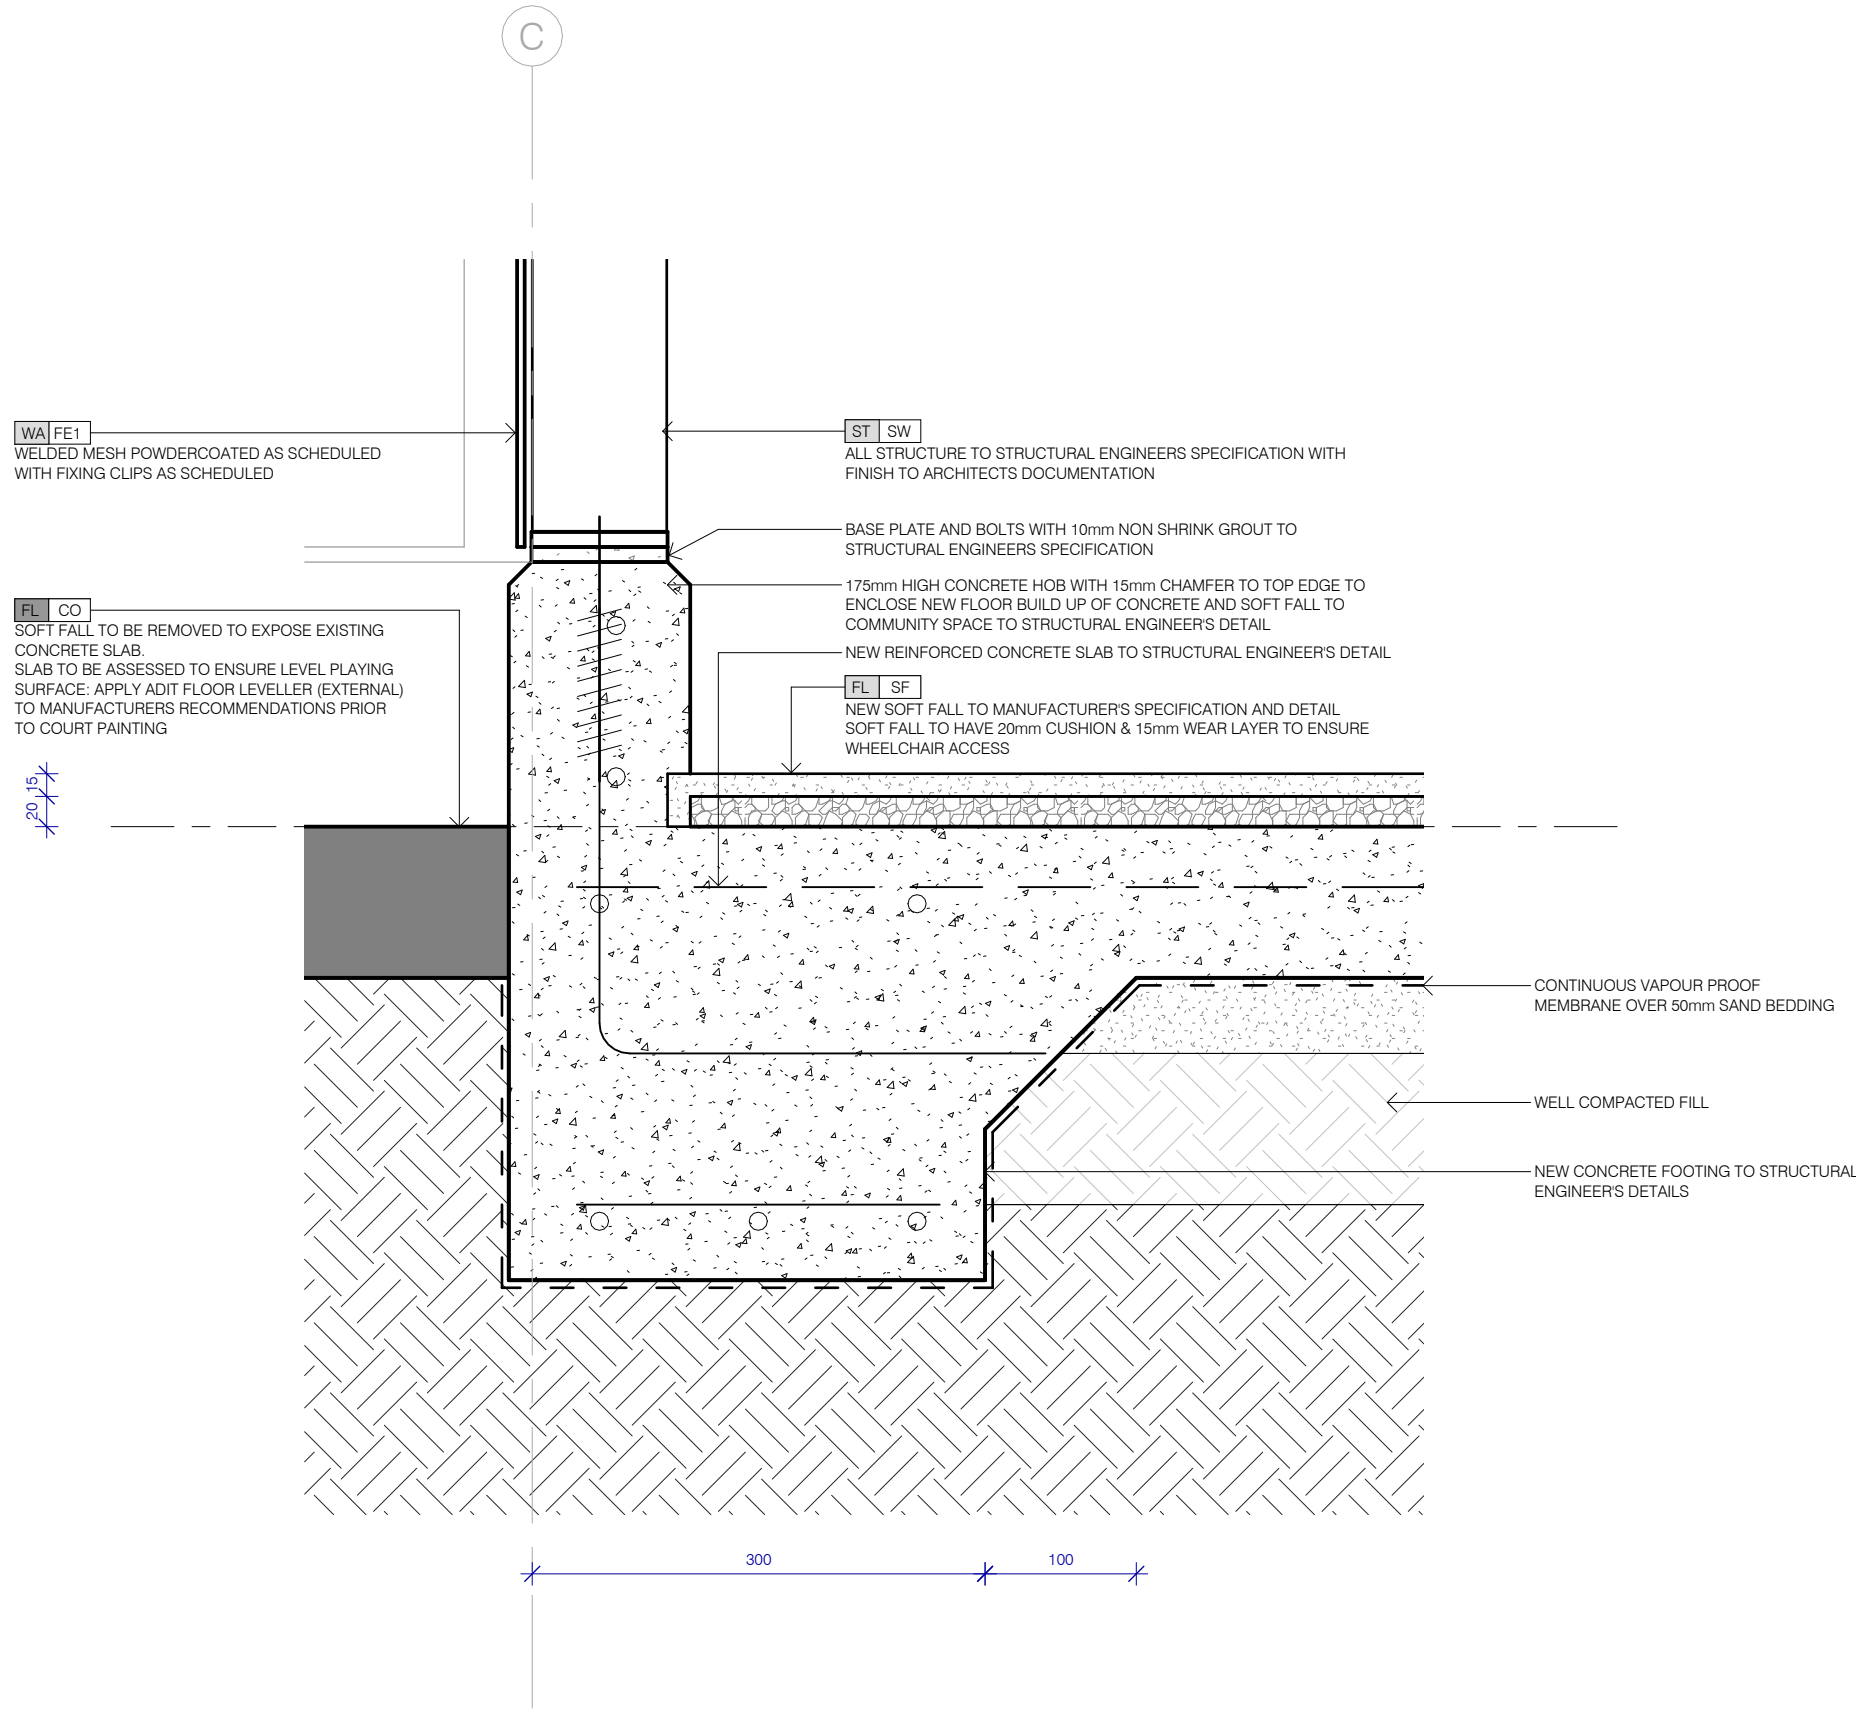 C
WA FE1
WELDED MESH POWDERCOATED AS SCHEDULED
WITH FIXING CLIPS AS SCHEDULED
ST SW
ALL STRUCTURE TO STRUCTURAL ENGINEERS SPECIFICATION WITH
FINISH TO ARCHITECTS DOCUMENTATION
BASE PLATE AND BOLTS WITH 10mm NON SHRINK GROUT TO
STRUCTURAL ENGINEERS SPECIFICATION
175mm HIGH CONCRETE HOB WITH 15mm CHAMFER TO TOP EDGE TO
ENCLOSE NEW FLOOR BUILD UP OF CONCRETE AND SOFT FALL TO
COMMUNITY SPACE TO STRUCTURAL ENGINEER'S DETAIL
FL CO
SOFT FALL TO BE REMOVED TO EXPOSE EXISTING
CONCRETE SLAB.
SLAB TO BE ASSESSED TO ENSURE LEVEL PLAYING
SURFACE: APPLY ADIT FLOOR LEVELLER (EXTERNAL)
TO MANUFACTURERS RECOMMENDATIONS PRIOR
TO COURT PAINTING
NEW REINFORCED CONCRETE SLAB TO STRUCTURAL ENGINEER'S DETAIL
FL SF
NEW SOFT FALL TO MANUFACTURER'S SPECIFICATION AND DETAIL
SOFT FALL TO HAVE 20mm CUSHION & 15mm WEAR LAYER TO ENSURE
WHEELCHAIR ACCESS
20 15
CONTINUOUS VAPOUR PROOF
MEMBRANE OVER 50mm SAND BEDDING
WELL COMPACTED FILL
NEW CONCRETE FOOTING TO STRUCTURAL
ENGINEER'S DETAILS
300 100